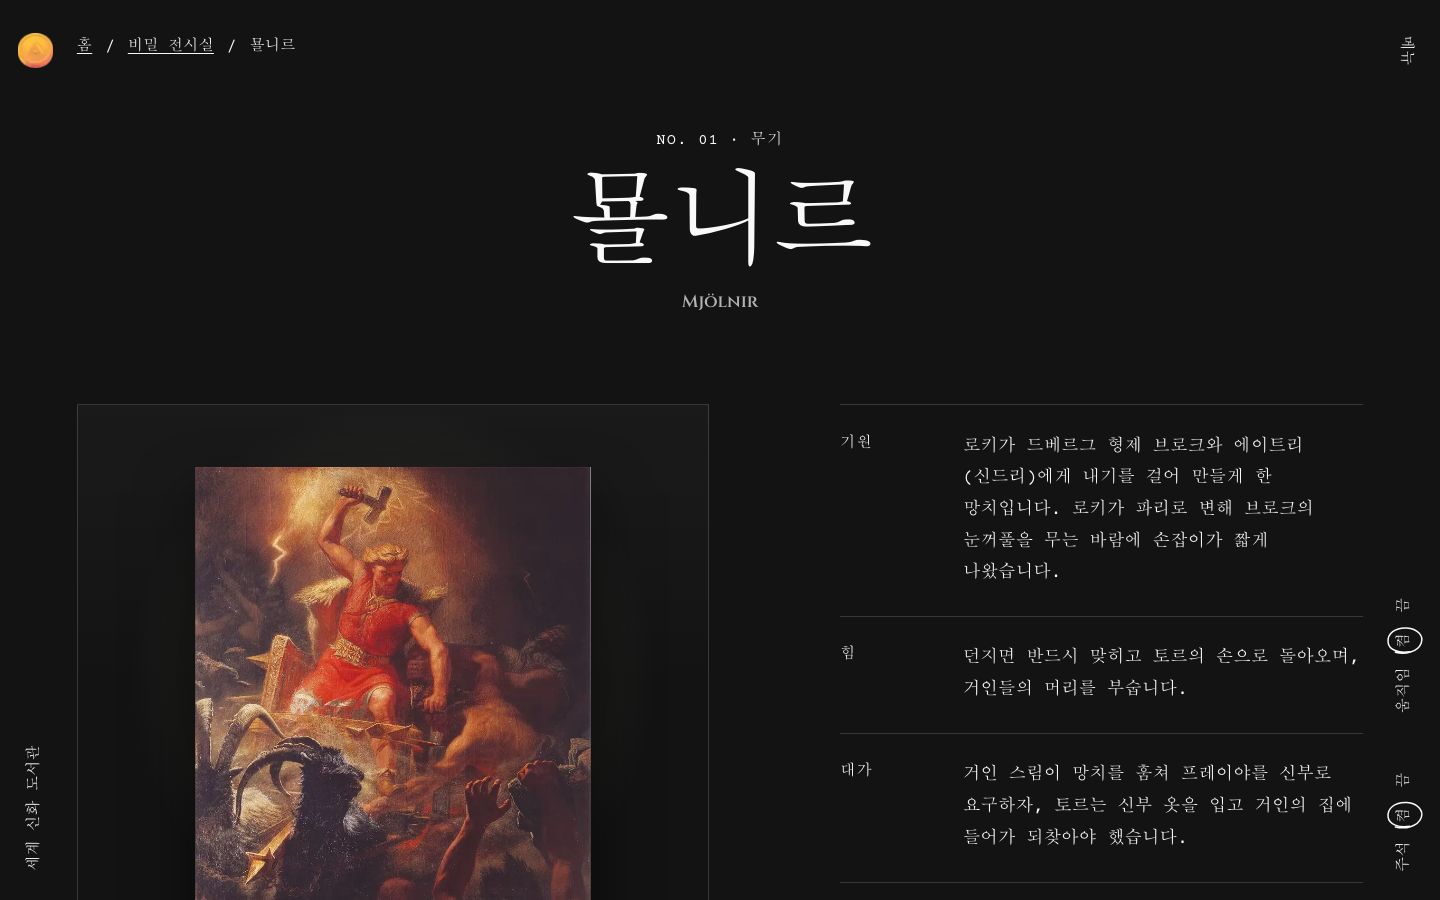 홈 / 비밀 전시실 / 묠니르
메뉴
NO. 01 · 무기
묠니르
Mjölnir
기원
로키가 드베르그 형제 브로크와 에이트리
(신드리)에게 내기를 걸어 만들게 한
망치입니다. 로키가 파리로 변해 브로크의
눈꺼풀을 무는 바람에 손잡이가 짧게
나왔습니다.
힘
던지면 반드시 맞히고 토르의 손으로 돌아오며,
거인들의 머리를 부숩니다.
대가
거인 스림이 망치를 훔쳐 프레이야를 신부로
요구하자, 토르는 신부 옷을 입고 거인의 집에
들어가 되찾아야 했습니다.
움직임 켬 끔
주석 켬 끔
세계 신화 도서관